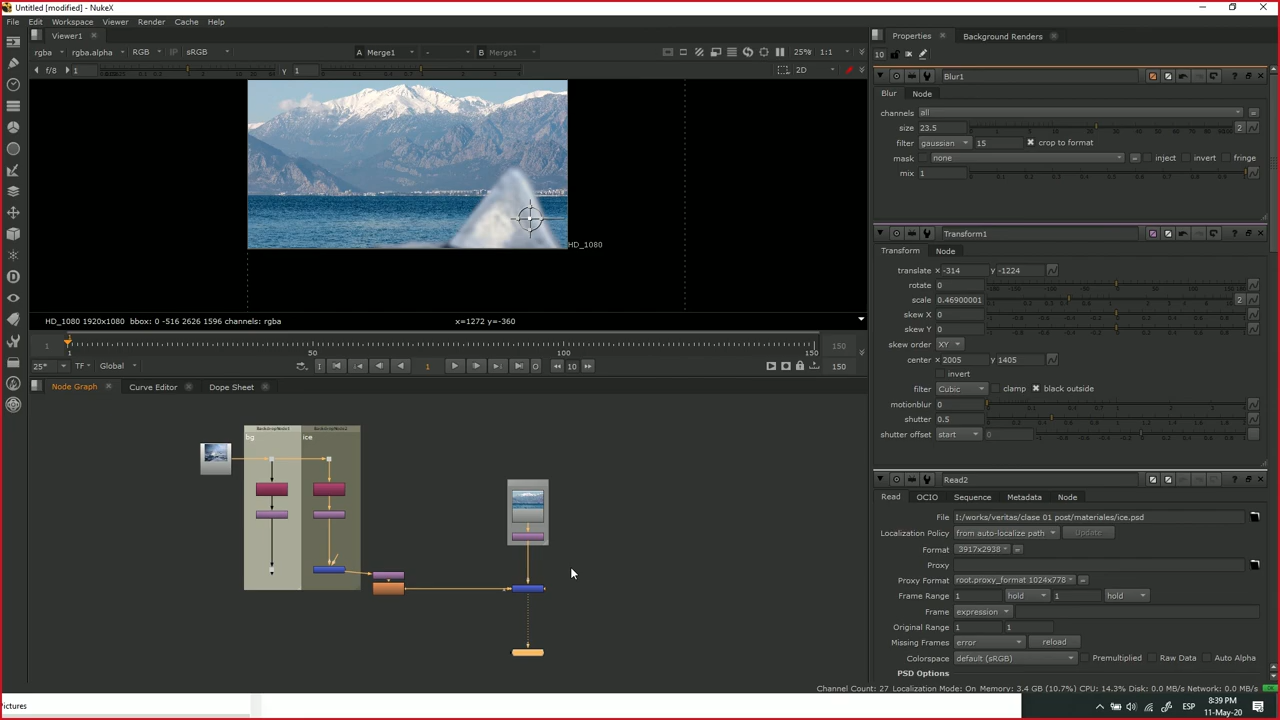 Untitled [modified] - NukeX
File Edit Workspace Viewer Render Cache Help
Viewer1
rgba rgba.alpha RGB IP sRGB A Merge1 - B Merge1 25% 1:1
f/8 1 y 1 2D
HD_1080
HD_1080 1920x1080 bbox: 0 -516 2626 1596 channels: rgba x=1272 y=-360
1 1 50 100 150 150
25* TF Global 1 10 150
Node Graph Curve Editor Dope Sheet
BackdropNode1 BackdropNode2
bg ice
Properties Background Renders
10
Blur1
Blur Node
channels all
size 23.5 2
filter gaussian 15 crop to format
mask none inject invert fringe
mix 1
Transform1
Transform Node
translate x -314 y -1224
rotate 0
scale 0.46900001 2
skew X 0
skew Y 0
skew order XY
center x 2005 y 1405
invert
filter Cubic clamp black outside
motionblur 0
shutter 0.5
shutter offset start 0
Read2
Read OCIO Sequence Metadata Node
File I:/works/veritas/clase 01 post/materiales/ice.psd
Localization Policy from auto-localize path Update
Format 3917x2938
Proxy
Proxy Format root.proxy_format 1024x778
Frame Range 1 hold 1 hold
Frame expression
Original Range 1 1
Missing Frames error reload
Colorspace default (sRGB) Premultiplied Raw Data Auto Alpha
PSD Options
Channel Count: 27 Localization Mode: On Memory: 3.4 GB (10.7%) CPU: 14.3% Disk: 0.0 MB/s Network: 0.0 MB/s
Pictures
ESP
8:39 PM
11-May-20